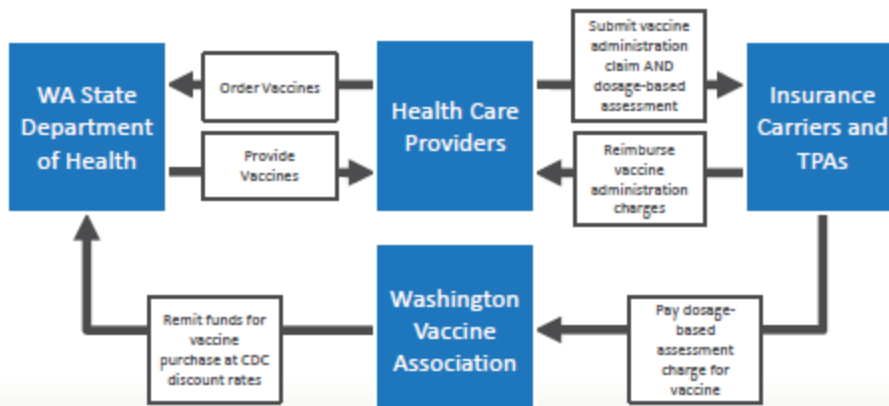 Submit vaccine
administration
claim AND
dosage-based
assessment
WA State
Department
of Health
Order Vaccines
Health Care
Providers
Insurance
Carriers and
TPAs
Provide
Vaccines
Reimburse
vaccine
administration
charges
Remit funds for
vaccine
purchase at CDC
discount rates
Washington
Vaccine
Association
Pay dosage-
based
assessment
charge for
vaccine